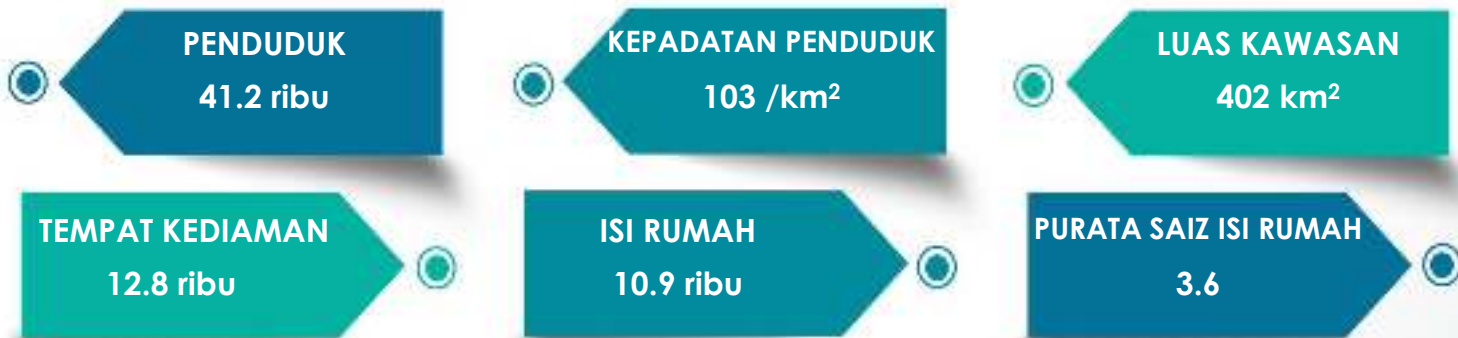 PENDUDUK
41.2 ribu
KEPADATAN PENDUDUK
103 /km²
LUAS KAWASAN
402 km²
TEMPAT KEDIAMAN
12.8 ribu
ISI RUMAH
10.9 ribu
PURATA SAIZ ISI RUMAH
3.6